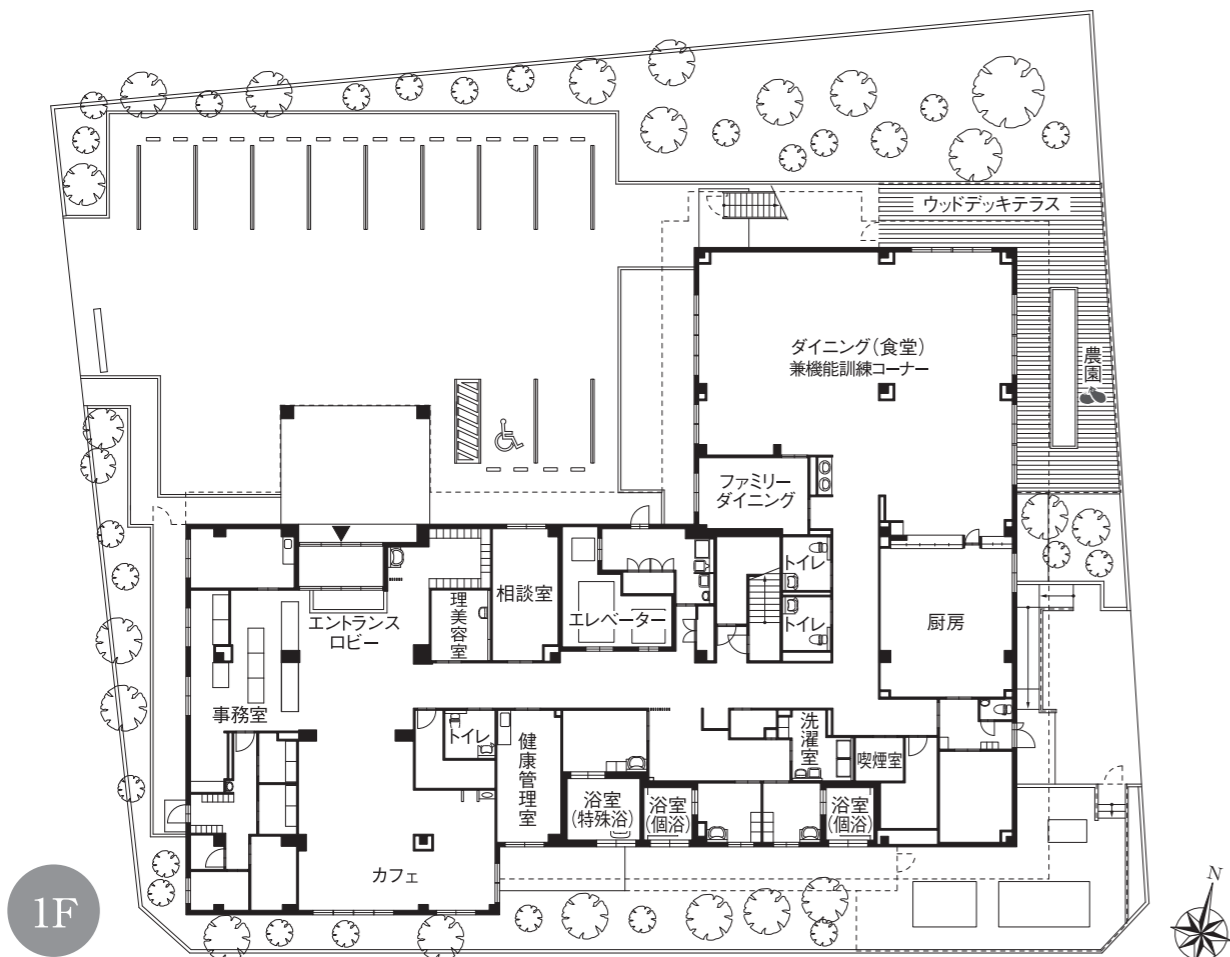 ウッドデッキテラス
ダイニング(食堂)
兼機能訓練コーナー
農園
ファミリー
ダイニング
トイレ
相談室
エレベーター
理美容室
エントランス
ロビー
トイレ
厨房
事務室
トイレ
健康管理室
洗濯室
喫煙室
浴室
(特殊浴)
浴室
(個浴)
浴室
(個浴)
カフェ
1F
N